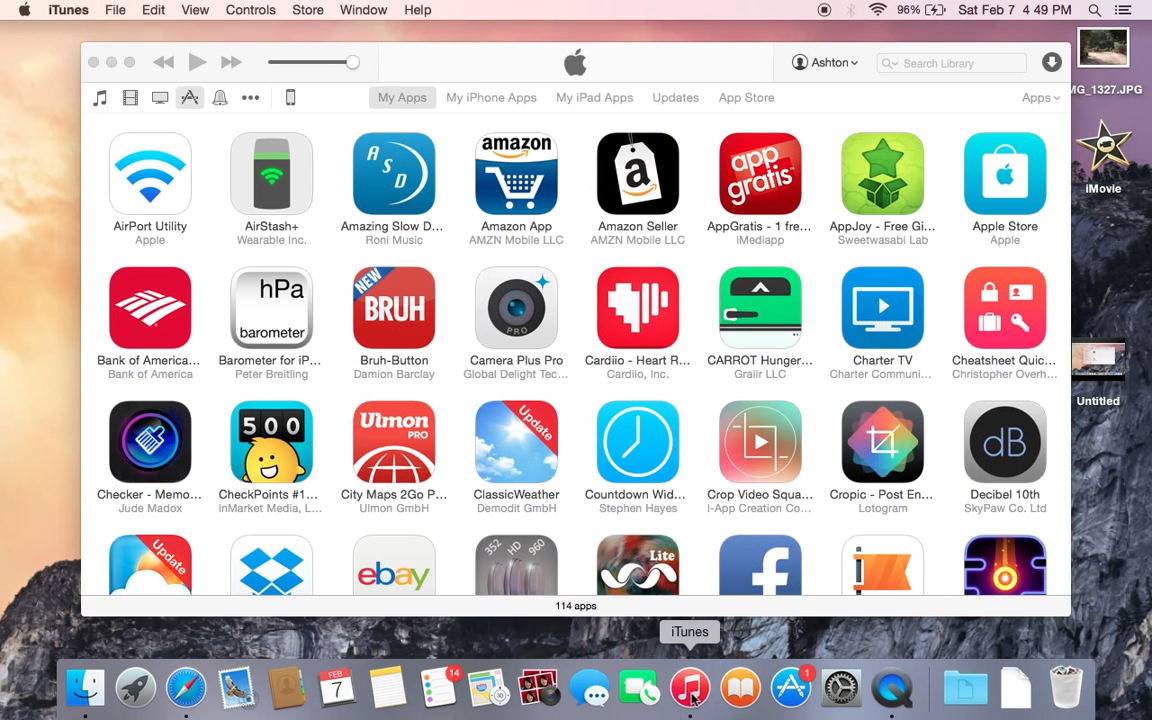 iTunes File Edit View Controls Store Window Help 96% Sat Feb 7 4:49 PM
Ashton Search Library
MG_1327.JPG
My Apps My iPhone Apps My iPad Apps Updates App Store Apps
amazon
A S D
a
app gratis
AirPort Utility AirStash+ Amazing Slow D... Amazon App Amazon Seller AppGratis - 1 fre... AppJoy - Free Gi... Apple Store
Apple Wearable Inc. Roni Music AMZN Mobile LLC AMZN Mobile LLC iMediapp Sweetwasabi Lab Apple
iMovie
hPa
barometer
NEW
BRUH
PRO
Bank of America... Barometer for iP... Bruh-Button Camera Plus Pro Cardiio - Heart R... CARROT Hunger... Charter TV Cheatsheet Quic...
Bank of America Peter Breitling Damion Barclay Global Delight Tec... Cardiio, Inc. Grailr LLC Charter Communi... Christopher Overh...
Untitled
500
Ulmon
PRO
Update
dB
Checker - Memo... CheckPoints #1... City Maps 2Go P... ClassicWeather Countdown Wid... Crop Video Squa... Cropic - Post En... Decibel 10th
Jude Madox inMarket Media, L... Ulmon GmbH Demodit GmbH Stephen Hayes i-App Creation Co... Lotogram SkyPaw Co. Ltd
Update
ebay
352 HD 960
Lite
f
114 apps
iTunes
FEB
7
14
3D
1